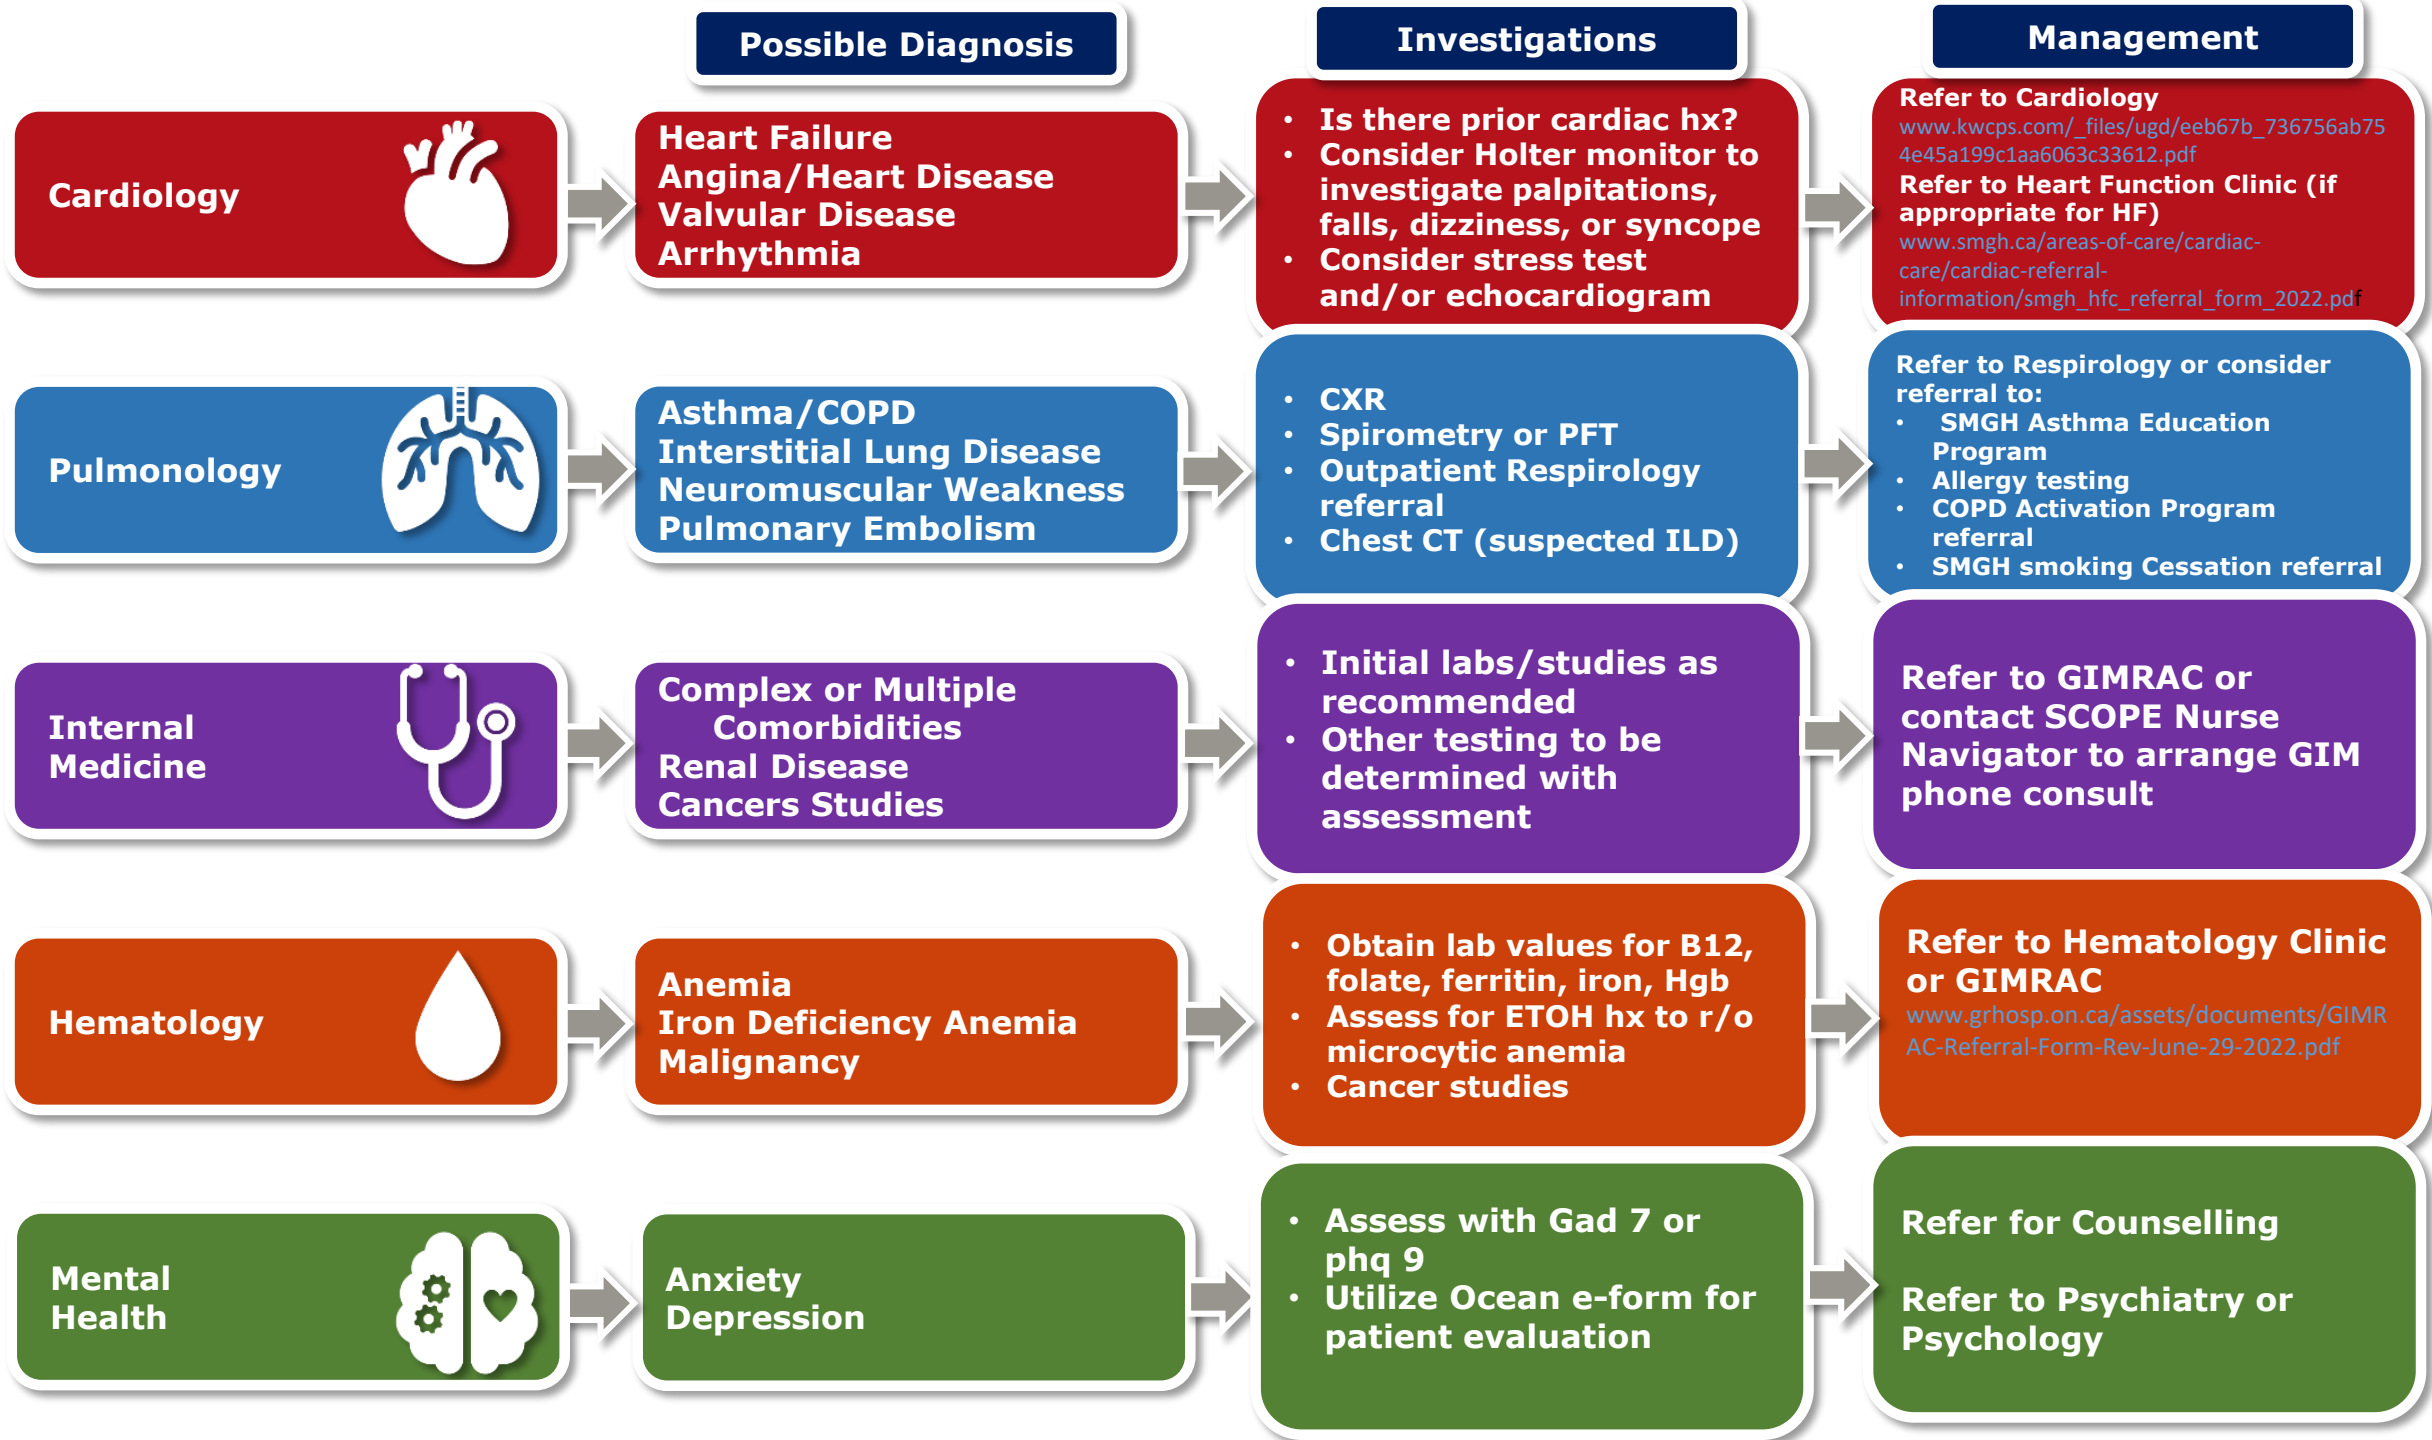 Possible Diagnosis
Investigations
Management
Cardiology
Heart Failure
Angina/Heart Disease
Valvular Disease
Arrhythmia
• Is there prior cardiac hx?
• Consider Holter monitor to
investigate palpitations,
falls, dizziness, or syncope
• Consider stress test
and/or echocardiogram
Refer to Cardiology
www.kwcps.com/_files/ugd/eeb67b_736756ab75
4e45a199c1aa6063c33612.pdf
Refer to Heart Function Clinic (if
appropriate for HF)
www.smgh.ca/areas-of-care/cardiac-
care/cardiac-referral-
information/smgh_hfc_referral_form_2022.pdf
Pulmonology
Asthma/COPD
Interstitial Lung Disease
Neuromuscular Weakness
Pulmonary Embolism
• CXR
• Spirometry or PFT
• Outpatient Respirology
referral
• Chest CT (suspected ILD)
Refer to Respirology or consider
referral to:
• SMGH Asthma Education
Program
• Allergy testing
• COPD Activation Program
referral
• SMGH smoking Cessation referral
Internal
Medicine
Complex or Multiple
Comorbidities
Renal Disease
Cancers Studies
• Initial labs/studies as
recommended
• Other testing to be
determined with
assessment
Refer to GIMRAC or
contact SCOPE Nurse
Navigator to arrange GIM
phone consult
Hematology
Anemia
Iron Deficiency Anemia
Malignancy
• Obtain lab values for B12,
folate, ferritin, iron, Hgb
• Assess for ETOH hx to r/o
microcytic anemia
• Cancer studies
Refer to Hematology Clinic
or GIMRAC
www.grhosp.on.ca/assets/documents/GIMR
AC-Referral-Form-Rev-June-29-2022.pdf
Mental
Health
Anxiety
Depression
• Assess with Gad 7 or
phq 9
• Utilize Ocean e-form for
patient evaluation
Refer for Counselling
Refer to Psychiatry or
Psychology